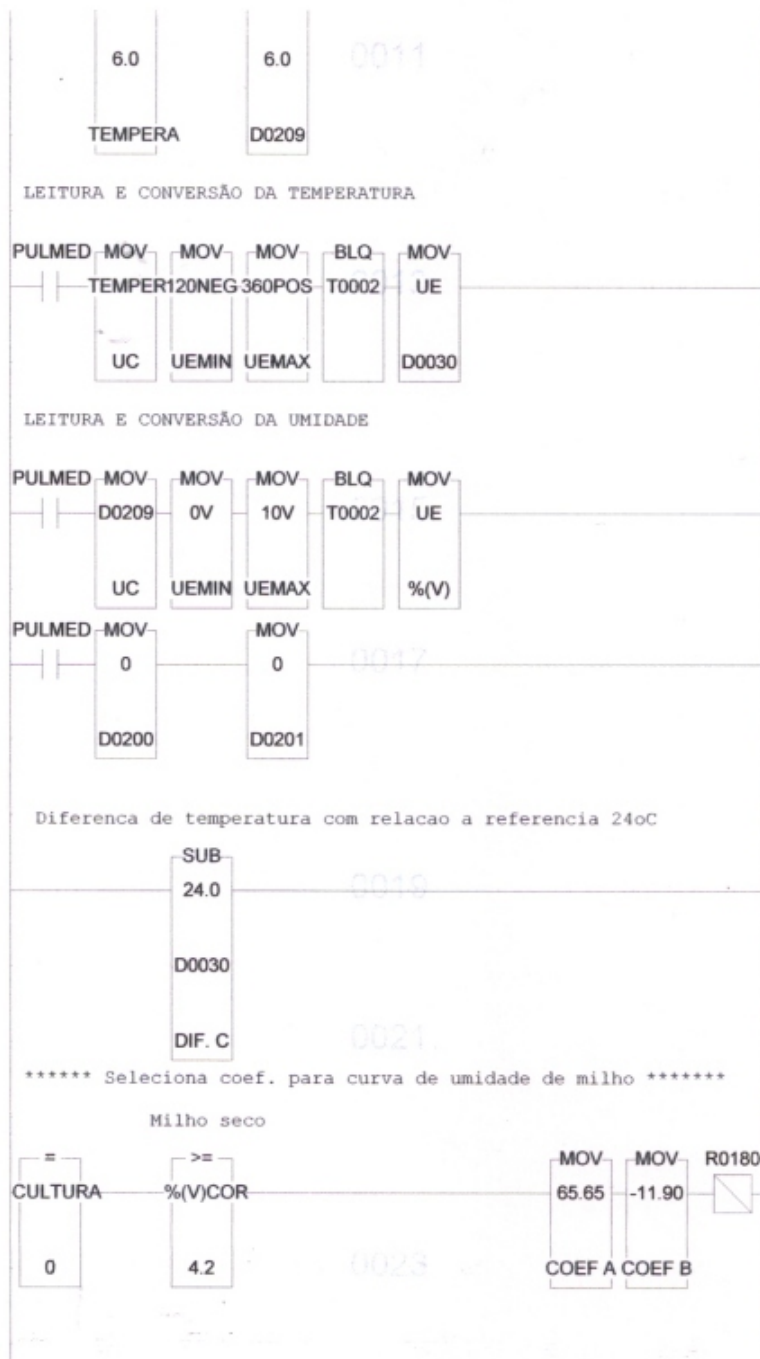 6.0 6.0 0011
TEMPERA D0209
LEITURA E CONVERSÃO DA TEMPERATURA
PULMED MOV MOV MOV BLQ MOV
TEMPER 120NEG 360POS T0002 UE
UC UEMIN UEMAX D0030
LEITURA E CONVERSÃO DA UMIDADE
PULMED MOV MOV MOV BLQ MOV
D0209 0V 10V T0002 UE
UC UEMIN UEMAX %(V)
PULMED MOV MOV
0 0 0017
D0200 D0201
Diferenca de temperatura com relacao a referencia 24oC
SUB
24.0 0019
D0030
DIF. C 0021
****** Seleciona coef. para curva de umidade de milho *******
Milho seco
= >= MOV MOV R0180
CULTURA %(V)COR 65.65 -11.90
0 4.2 0023 COEF A COEF B